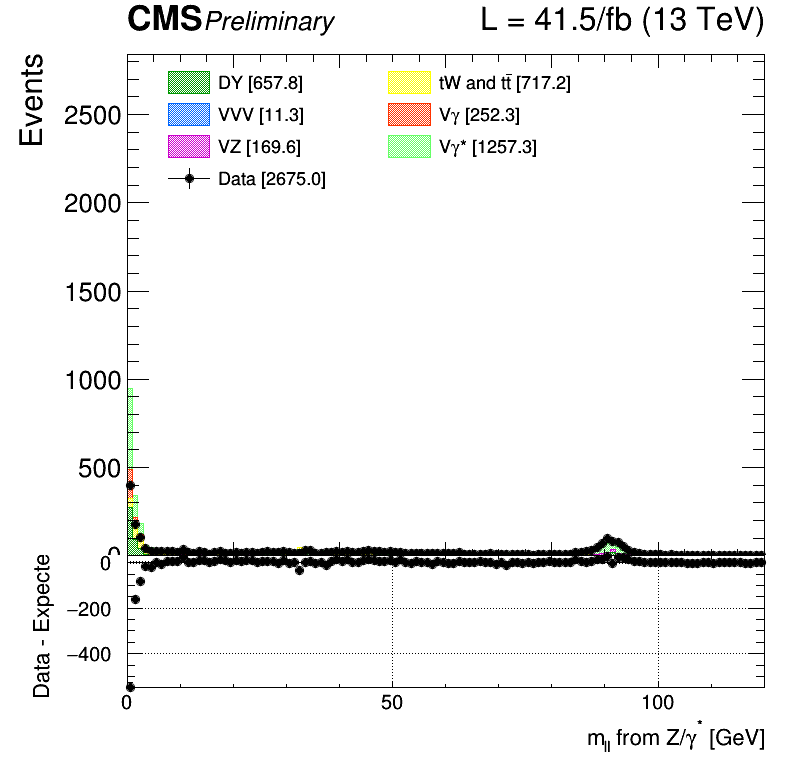 CMS Preliminary L = 41.5/fb (13 TeV)
Events
DY [657.8] tW and tt̄ [717.2]
VVV [11.3] Vγ [252.3]
VZ [169.6] Vγ* [1257.3]
Data [2675.0]
2500
2000
1500
1000
500
0
Data - Expecte
0
−200
−400
0 50 100
m_ll from Z/γ* [GeV]